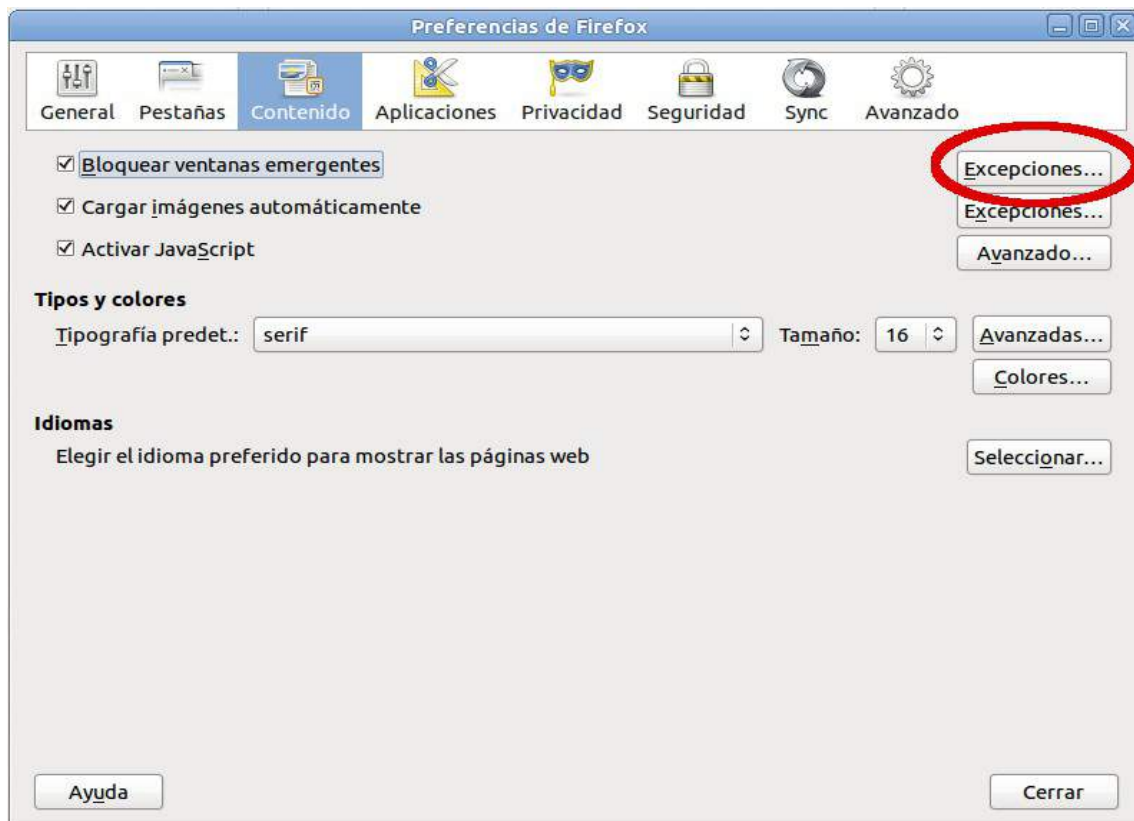 Preferencias de Firefox
General Pestañas Contenido Aplicaciones Privacidad Seguridad Sync Avanzado
Bloquear ventanas emergentes Excepciones...
Cargar imágenes automáticamente Excepciones...
Activar JavaScript Avanzado...
Tipos y colores
Tipografía predet.: serif Tamaño: 16 Avanzadas...
Colores...
Idiomas
Elegir el idioma preferido para mostrar las páginas web Seleccionar...
Ayuda Cerrar